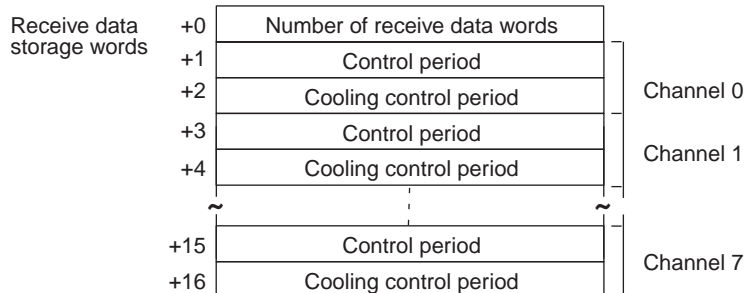 Receive data
storage words
+0 Number of receive data words
+1 Control period
+2 Cooling control period
Channel 0
+3 Control period
+4 Cooling control period
Channel 1
~ ~
+15 Control period
+16 Cooling control period
Channel 7